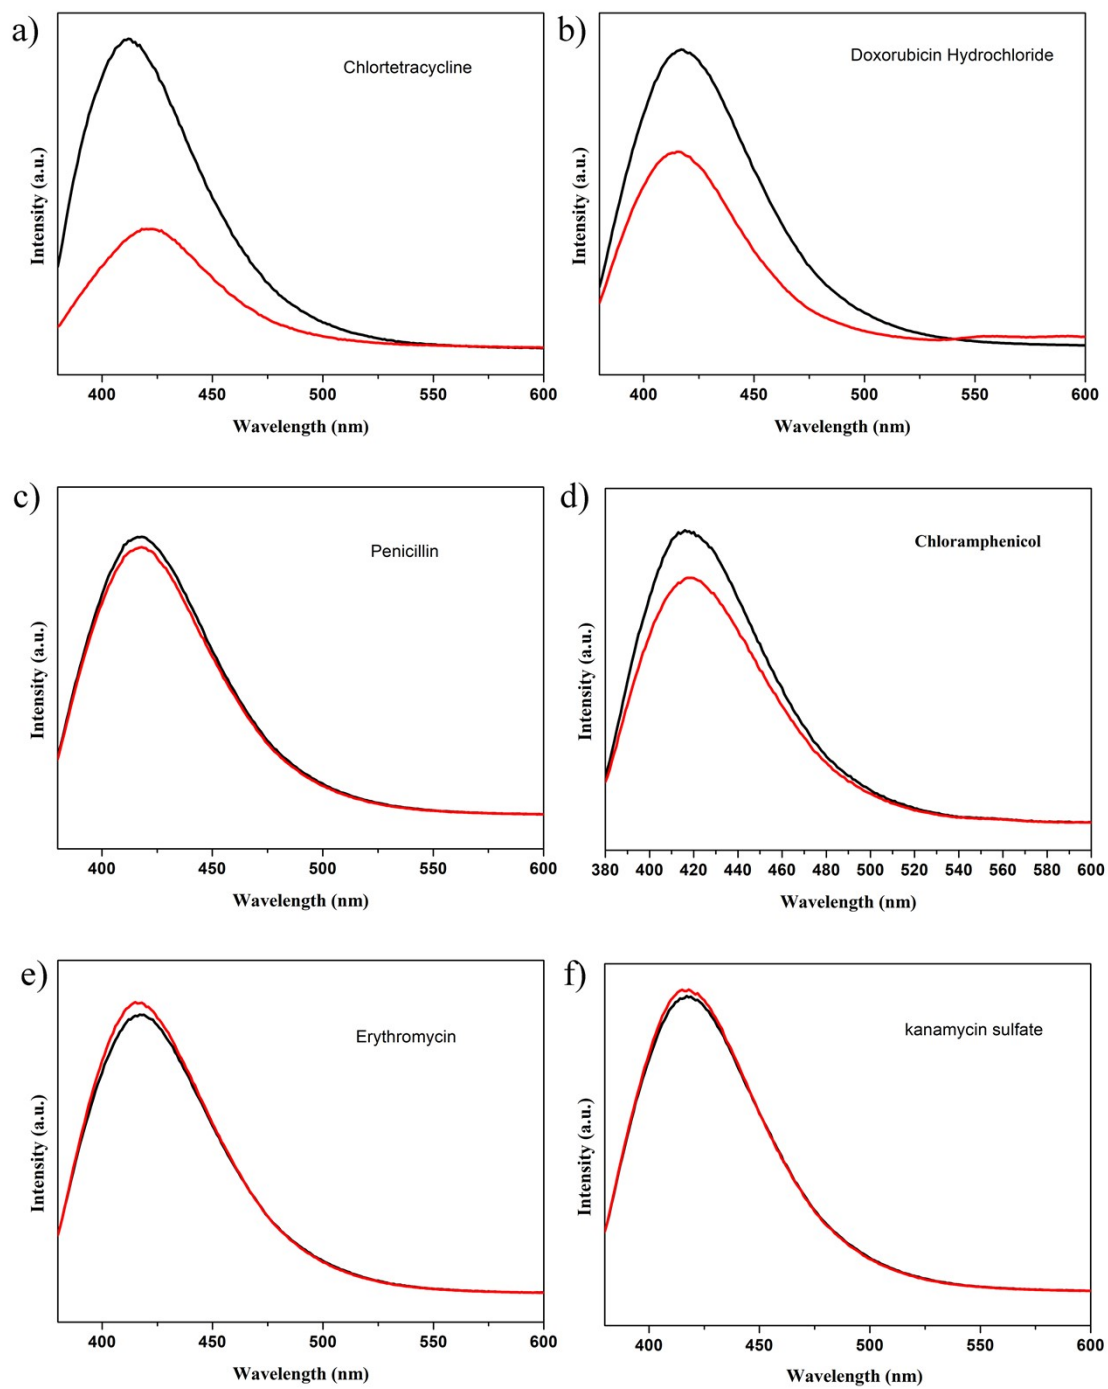 a)
Chlortetracycline
Intensity (a.u.)
400 450 500 550 600
Wavelength (nm)
b)
Doxorubicin Hydrochloride
Intensity (a.u.)
400 450 500 550 600
Wavelength (nm)
c)
Penicillin
Intensity (a.u.)
400 450 500 550 600
Wavelength (nm)
d)
Chloramphenicol
Intensity (a.u.)
380 400 420 440 460 480 500 520 540 560 580 600
Wavelength (nm)
e)
Erythromycin
Intensity (a.u.)
400 450 500 550 600
Wavelength (nm)
f)
kanamycin sulfate
Intensity (a.u.)
400 450 500 550 600
Wavelength (nm)